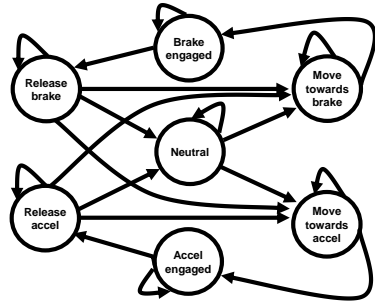 Brake
engaged
Release
brake
Move
towards
brake
Neutral
Release
accel
Move
towards
accel
Accel
engaged